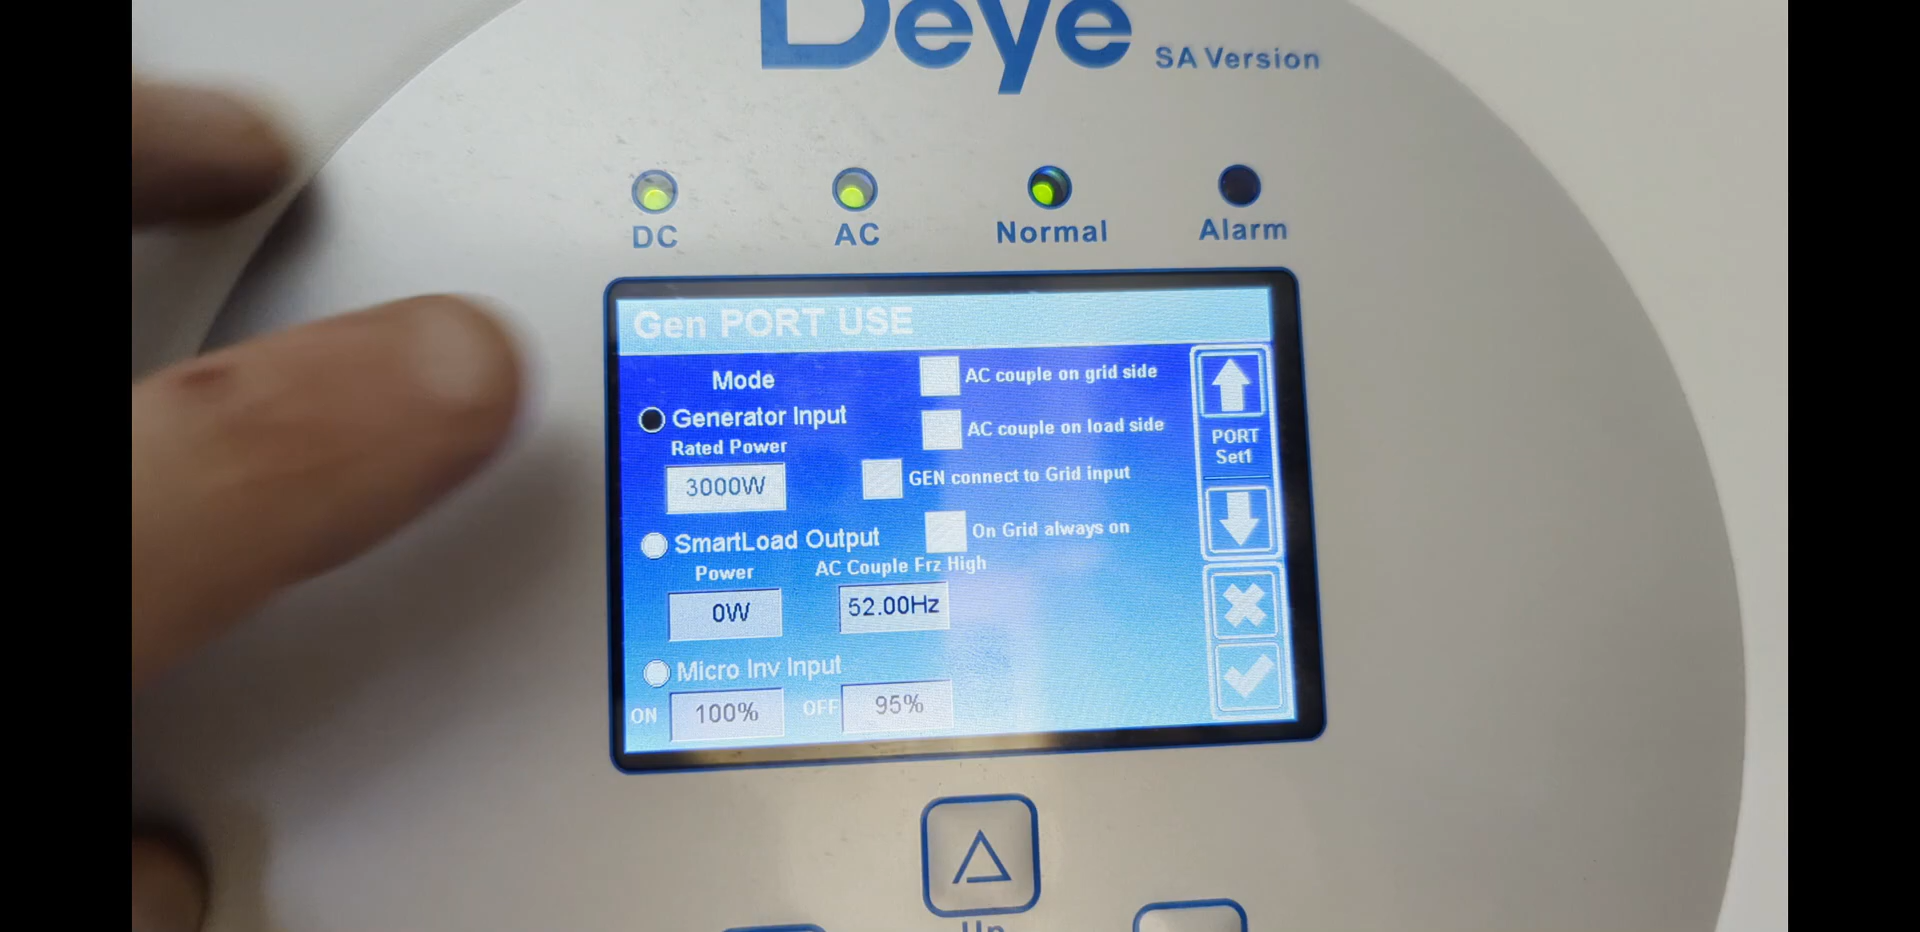 Deye SA Version
DC AC Normal Alarm
Gen PORT USE
Mode
AC couple on grid side
Generator Input
Rated Power
AC couple on load side
PORT
Set1
3000W
GEN connect to Grid input
SmartLoad Output
On Grid always on
Power
AC Couple Frz High
0W
52.00Hz
Micro Inv Input
ON 100% OFF 95%
Up